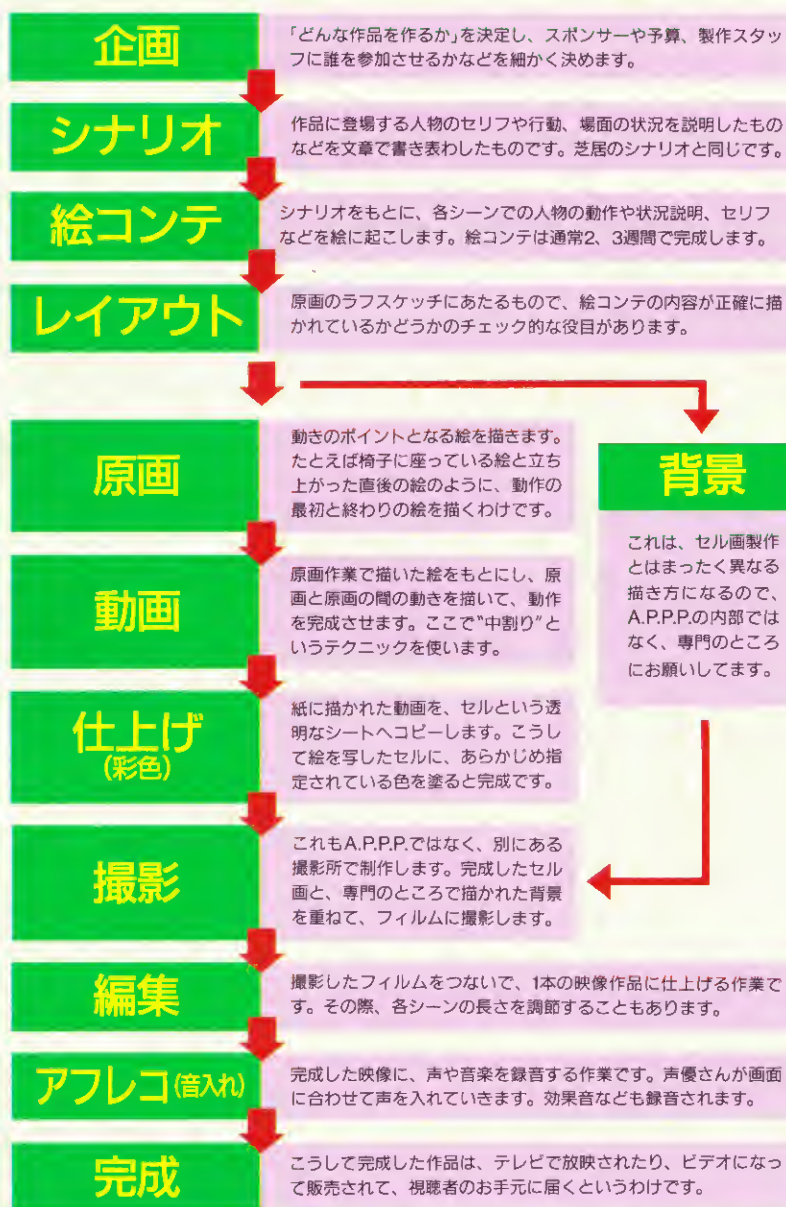 企画
「どんな作品を作るか」を決定し、スポンサーや予算、製作スタッ
フに誰を参加させるかなどを細かく決めます。
シナリオ
作品に登場する人物のセリフや行動、場面の状況を説明したもの
などを文章で書き表わしたものです。芝居のシナリオと同じです。
絵コンテ
シナリオをもとに、各シーンでの人物の動作や状況説明、セリフ
などを絵に起こします。絵コンテは通常2、3週間で完成します。
レイアウト
原画のラフスケッチにあたるもので、絵コンテの内容が正確に描
かれているかどうかのチェック的な役目があります。
原画
動きのポイントとなる絵を描きます。
たとえば椅子に座っている絵と立ち
上がった直後の絵のように、動作の
最初と終わりの絵を描くわけです。
背景
これは、セル画製作
とはまったく異なる
描き方になるので、
A.P.P.P.の内部では
なく、専門のところ
にお願いしてます。
動画
原画作業で描いた絵をもとにし、原
画と原画の間の動きを描いて、動作
を完成させます。ここで"中割り"と
いうテクニックを使います。
仕上げ
(彩色)
紙に描かれた動画を、セルという透
明なシートへコピーします。こうし
て絵を写したセルに、あらかじめ指
定されている色を塗ると完成です。
撮影
これもA.P.P.P.ではなく、別にある
撮影所で制作します。完成したセル
画と、専門のところで描かれた背景
を重ねて、フィルムに撮影します。
編集
撮影したフィルムをつないで、1本の映像作品に仕上げる作業で
す。その際、各シーンの長さを調節することもあります。
アフレコ(音入れ)
完成した映像に、声や音楽を録音する作業です。声優さんが画面
に合わせて声を入れていきます。効果音なども録音されます。
完成
こうして完成した作品は、テレビで放映されたり、ビデオになっ
て販売されて、視聴者のお手元に届くというわけです。